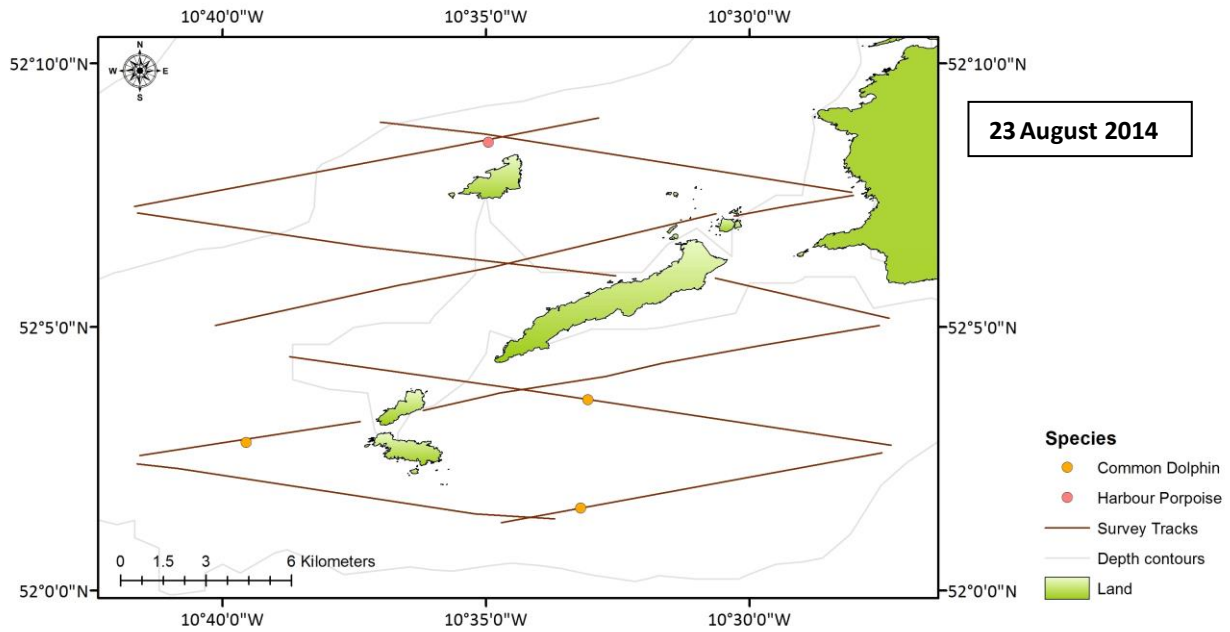 10°40'0"W 10°35'0"W 10°30'0"W
N
W E
S
52°10'0"N 52°10'0"N
23 August 2014
52°5'0"N 52°5'0"N
Species
Common Dolphin
Harbour Porpoise
Survey Tracks
Depth contours
Land
0 1.5 3 6 Kilometers
52°0'0"N 52°0'0"N
10°40'0"W 10°35'0"W 10°30'0"W